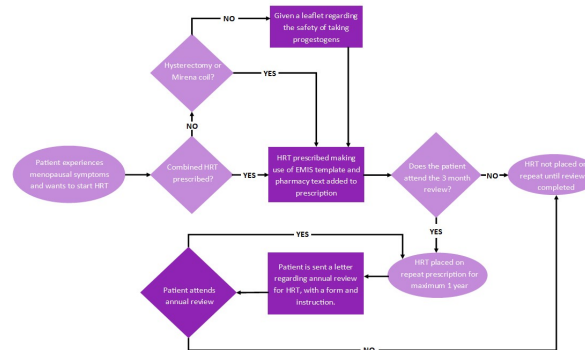 NO
Given a leaflet regarding
the safety of taking
progestogens
Hysterectomy or
Mirena coil?
YES
NO
Patient experiences
menopausal symptoms
and wants to start HRT
Combined HRT
prescribed?
YES
HRT prescribed making
use of EMIS template and
pharmacy text added to
prescription
Does the patient
attend the 3 month
review?
NO
HRT not placed on
repeat until review
completed
YES
YES
HRT placed on
repeat prescription for
maximum 1 year
Patient is sent a letter
regarding annual review
for HRT, with a form and
instruction.
Patient attends
annual review
NO